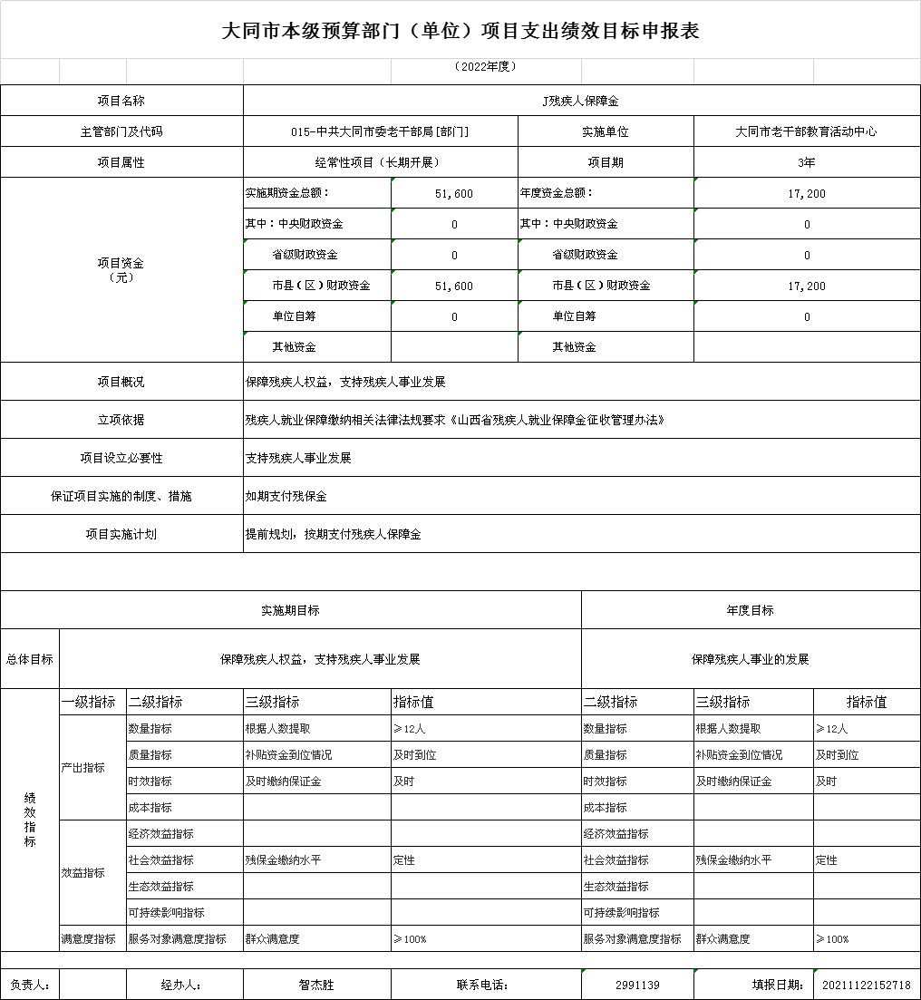 大同市本级预算部门（单位）项目支出绩效目标申报表
（2022年度）
项目名称 J残疾人保障金
主管部门及代码 015-中共大同市委老干部局[部门] 实施单位 大同市老干部教育活动中心
项目属性 经常性项目（长期开展） 项目期 3年
项目资金
（元）
实施期资金总额： 51,600 年度资金总额： 17,200
其中：中央财政资金 0 其中：中央财政资金 0
省级财政资金 0 省级财政资金 0
市县（区）财政资金 51,600 市县（区）财政资金 17,200
单位自筹 0 单位自筹 0
其他资金 其他资金
项目概况 保障残疾人权益，支持残疾人事业发展
立项依据 残疾人就业保障缴纳相关法律法规要求《山西省残疾人就业保障金征收管理办法》
项目设立必要性 支持残疾人事业发展
保证项目实施的制度、措施 如期支付残保金
项目实施计划 提前规划，按期支付残疾人保障金
实施期目标 年度目标
总体目标 保障残疾人权益，支持残疾人事业发展 保障残疾人事业的发展
绩效指标
一级指标 二级指标 三级指标 指标值 二级指标 三级指标 指标值
产出指标
数量指标 根据人数提取 ≥12人 数量指标 根据人数提取 ≥12人
质量指标 补贴资金到位情况 及时到位 质量指标 补贴资金到位情况 及时到位
时效指标 及时缴纳保证金 及时 时效指标 及时缴纳保证金 及时
成本指标 成本指标
效益指标
经济效益指标 经济效益指标
社会效益指标 残保金缴纳水平 定性 社会效益指标 残保金缴纳水平 定性
生态效益指标 生态效益指标
可持续影响指标 可持续影响指标
满意度指标 服务对象满意度指标 群众满意度 ≥100% 服务对象满意度指标 群众满意度 ≥100%
负责人： 经办人： 智杰胜 联系电话： 2991139 填报日期： 20211122152718